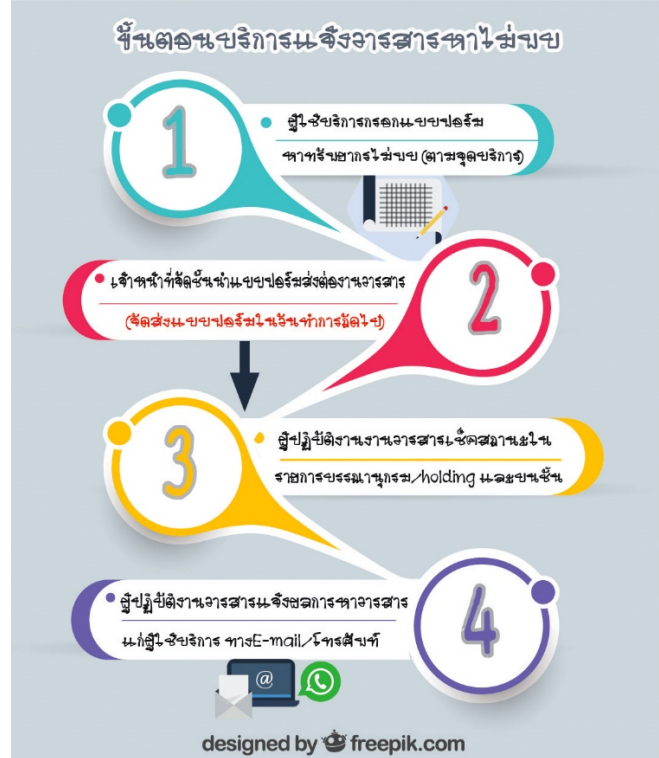 ขั้นตอนบริการแจ้งวารสารหาไม่พบ
1
ผู้ใช้บริการกรอกแบบฟอร์ม
หาทรัพยากรไม่พบ (ตามจุดบริการ)
2
เจ้าหน้าที่จัดชั้นนำแบบฟอร์มส่งต่องานวารสาร
(จัดส่งแบบฟอร์มในวันทำการถัดไป)
3
ผู้ปฏิบัติงานงานวารสารเช็คสถานะใน
รายการบรรณานุกรม/holding และบนชั้น
4
ผู้ปฏิบัติงานวารสารแจ้งผลการหาวารสาร
แก่ผู้ใช้บริการ ทางE-mail/โทรศัพท์
@
designed by freepik.com